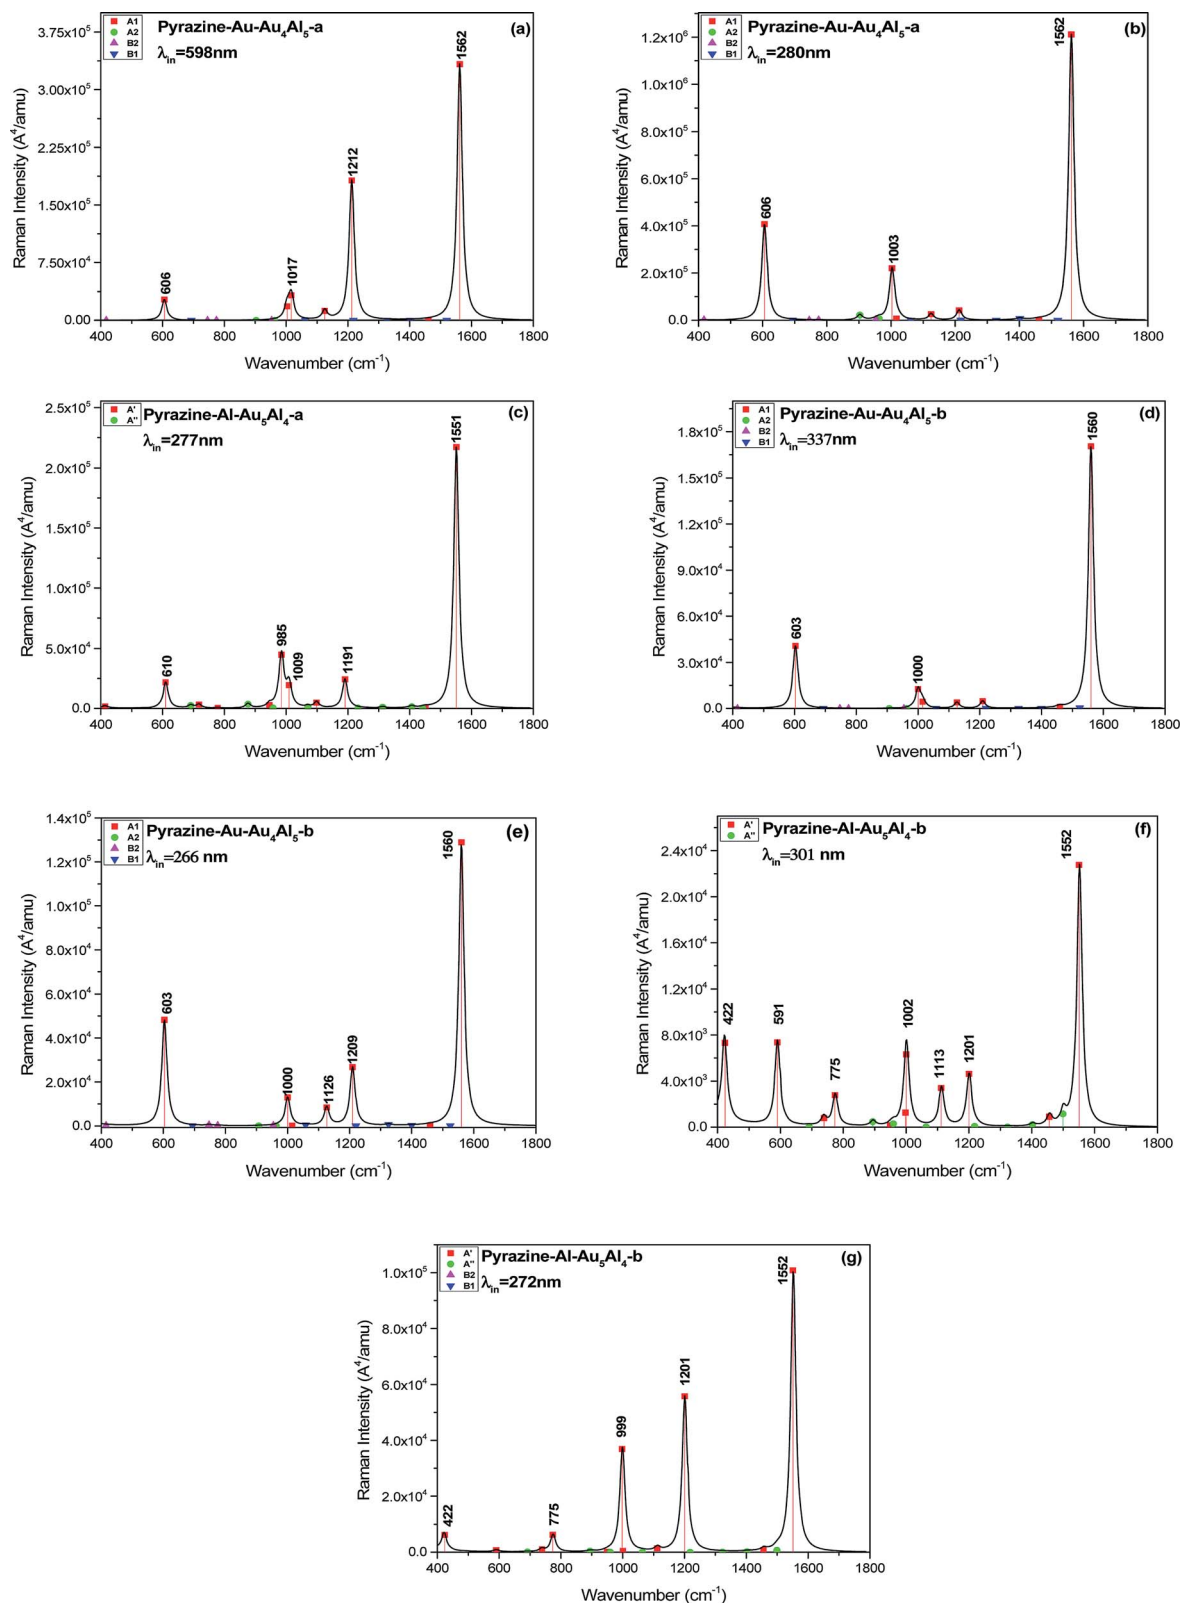 A1
A2
B2
B1
Pyrazine-Au-Au4Al5-a
λin=598nm
(a)
3.75x10^5
3.00x10^5
2.25x10^5
1.50x10^5
7.50x10^4
0.00
606
1017
1212
1562
400 600 800 1000 1200 1400 1600 1800
Raman Intensity (A^4/amu)
Wavenumber (cm^-1)
A1
A2
B2
B1
Pyrazine-Au-Au4Al5-a
λin=280nm
(b)
1.2x10^6
1.0x10^6
8.0x10^5
6.0x10^5
4.0x10^5
2.0x10^5
0.0
606
1003
1562
400 600 800 1000 1200 1400 1600 1800
Raman Intensity (A^4/amu)
Wavenumber (cm^-1)
A'
A''
Pyrazine-Al-Au5Al4-a
λin=277nm
(c)
2.5x10^5
2.0x10^5
1.5x10^5
1.0x10^5
5.0x10^4
0.0
610
985
1009
1191
1551
400 600 800 1000 1200 1400 1600 1800
Raman Intensity (A^4/amu)
Wavenumber (cm^-1)
A1
A2
B2
B1
Pyrazine-Au-Au4Al5-b
λin=337nm
(d)
1.8x10^5
1.5x10^5
1.2x10^5
9.0x10^4
6.0x10^4
3.0x10^4
0.0
603
1000
1560
400 600 800 1000 1200 1400 1600 1800
Raman Intensity (A^4/amu)
Wavenumber (cm^-1)
A1
A2
B2
B1
Pyrazine-Au-Au4Al5-b
λin=266 nm
(e)
1.4x10^5
1.2x10^5
1.0x10^5
8.0x10^4
6.0x10^4
4.0x10^4
2.0x10^4
0.0
603
1000
1126
1209
1560
400 600 800 1000 1200 1400 1600 1800
Raman Intensity (A^4/amu)
Wavenumber (cm^-1)
A'
A''
Pyrazine-Al-Au5Al4-b
λin=301 nm
(f)
2.4x10^4
2.0x10^4
1.6x10^4
1.2x10^4
8.0x10^3
4.0x10^3
0.0
422
591
775
1002
1113
1201
1552
400 600 800 1000 1200 1400 1600 1800
Raman Intensity (A^4/amu)
Wavenumber (cm^-1)
A'
A''
B2
B1
Pyrazine-Al-Au5Al4-b
λin=272nm
(g)
1.0x10^5
8.0x10^4
6.0x10^4
4.0x10^4
2.0x10^4
0.0
422
775
999
1201
1552
400 600 800 1000 1200 1400 1600 1800
Raman Intensity (A^4/amu)
Wavenumber (cm^-1)